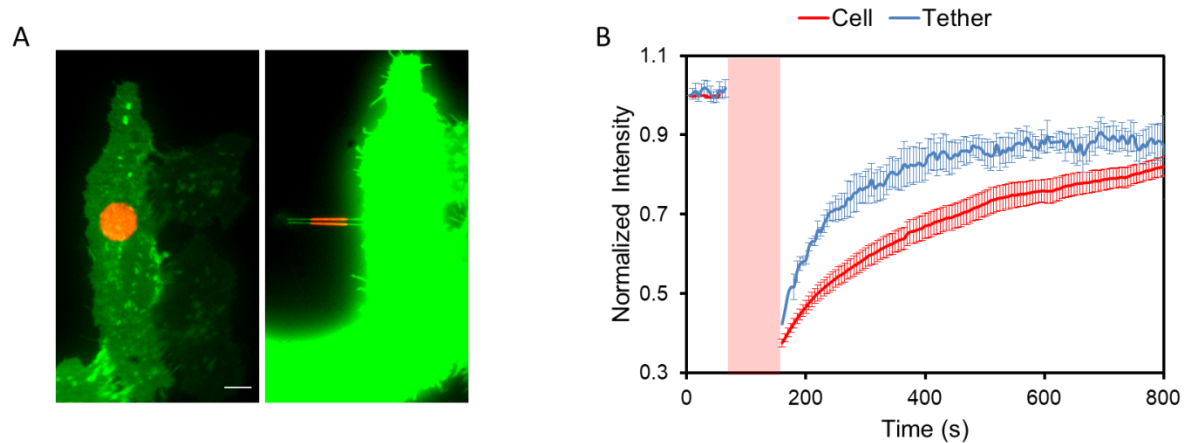 A
B
Cell Tether
1.1
0.9
0.7
0.5
0.3
Normalized Intensity
0 200 400 600 800
Time (s)